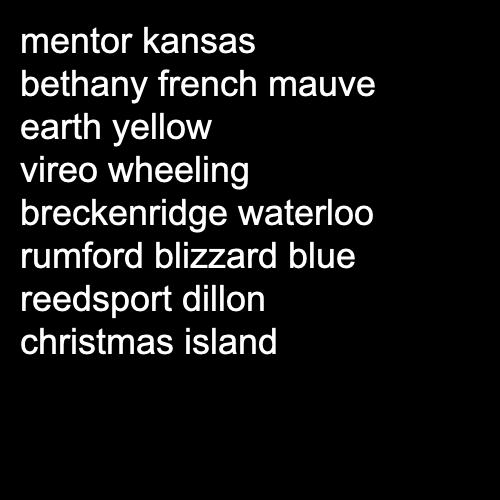 mentor kansas
bethany french mauve
earth yellow
vireo wheeling
breckenridge waterloo
rumford blizzard blue
reedsport dillon
christmas island